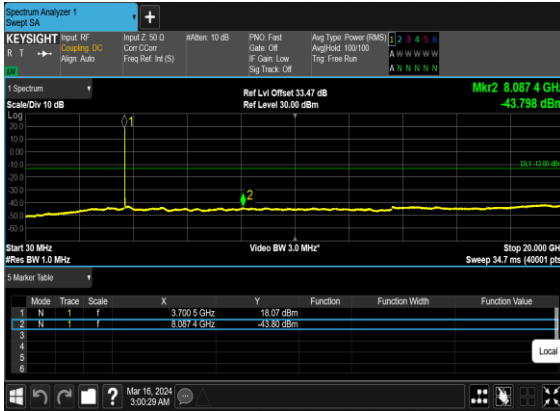 Spectrum Analyzer 1
Swept SA
+
KEYSIGHT Input: RF Input Z: 50 Ω #Atten: 10 dB PNO: Fast Avg Type: Power (RMS) 1 2 3 4 5 6
R T Coupling: DC Corr CCorr Gate: Off Avg|Hold: 100/100 A W W W W W
Align: Auto Freq Ref: Int (S) IF Gain: Low Trig: Free Run
Sig Track: Off A N N N N N
1 Spectrum Ref Lvl Offset 33.47 dB Mkr2 8.087 4 GHz
Scale/Div 10 dB Ref Level 30.00 dBm -43.798 dBm
Log
20.0
10.0
0.00
-10.0
DL1 -13.00 dBm
-20.0
-30.0
-40.0
-50.0
-60.0
1
2
Start 30 MHz Video BW 3.0 MHz* Stop 20.000 GHz
#Res BW 1.0 MHz Sweep 34.7 ms (40001 pts)
5 Marker Table
Mode Trace Scale X Y Function Function Width Function Value
1 N 1 f 3.700 5 GHz 18.07 dBm
2 N 1 f 8.087 4 GHz -43.80 dBm
3
4
5
6
Local
? Mar 16, 2024
3:00:29 AM